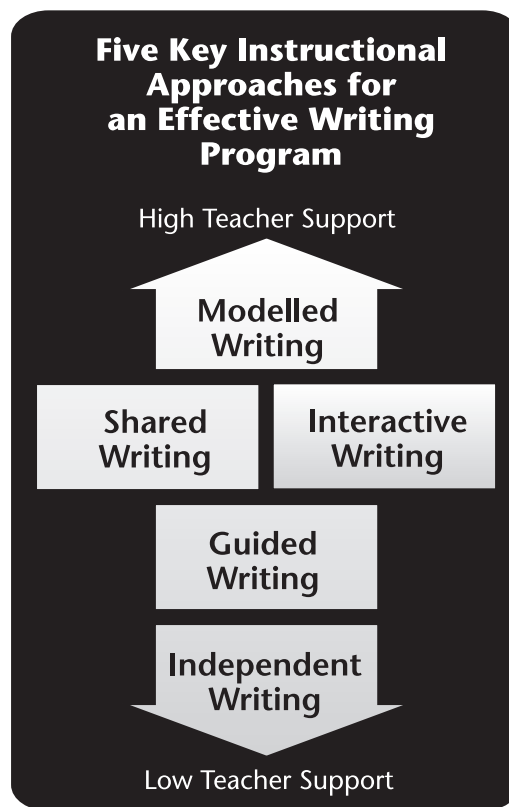 Five Key Instructional
Approaches for
an Effective Writing
Program
High Teacher Support
Modelled
Writing
Shared
Writing
Interactive
Writing
Guided
Writing
Independent
Writing
Low Teacher Support